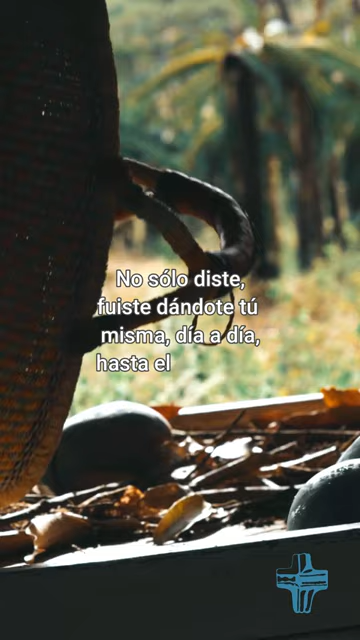 No sólo diste,
fuiste dándote tú
misma, día a día,
hasta el